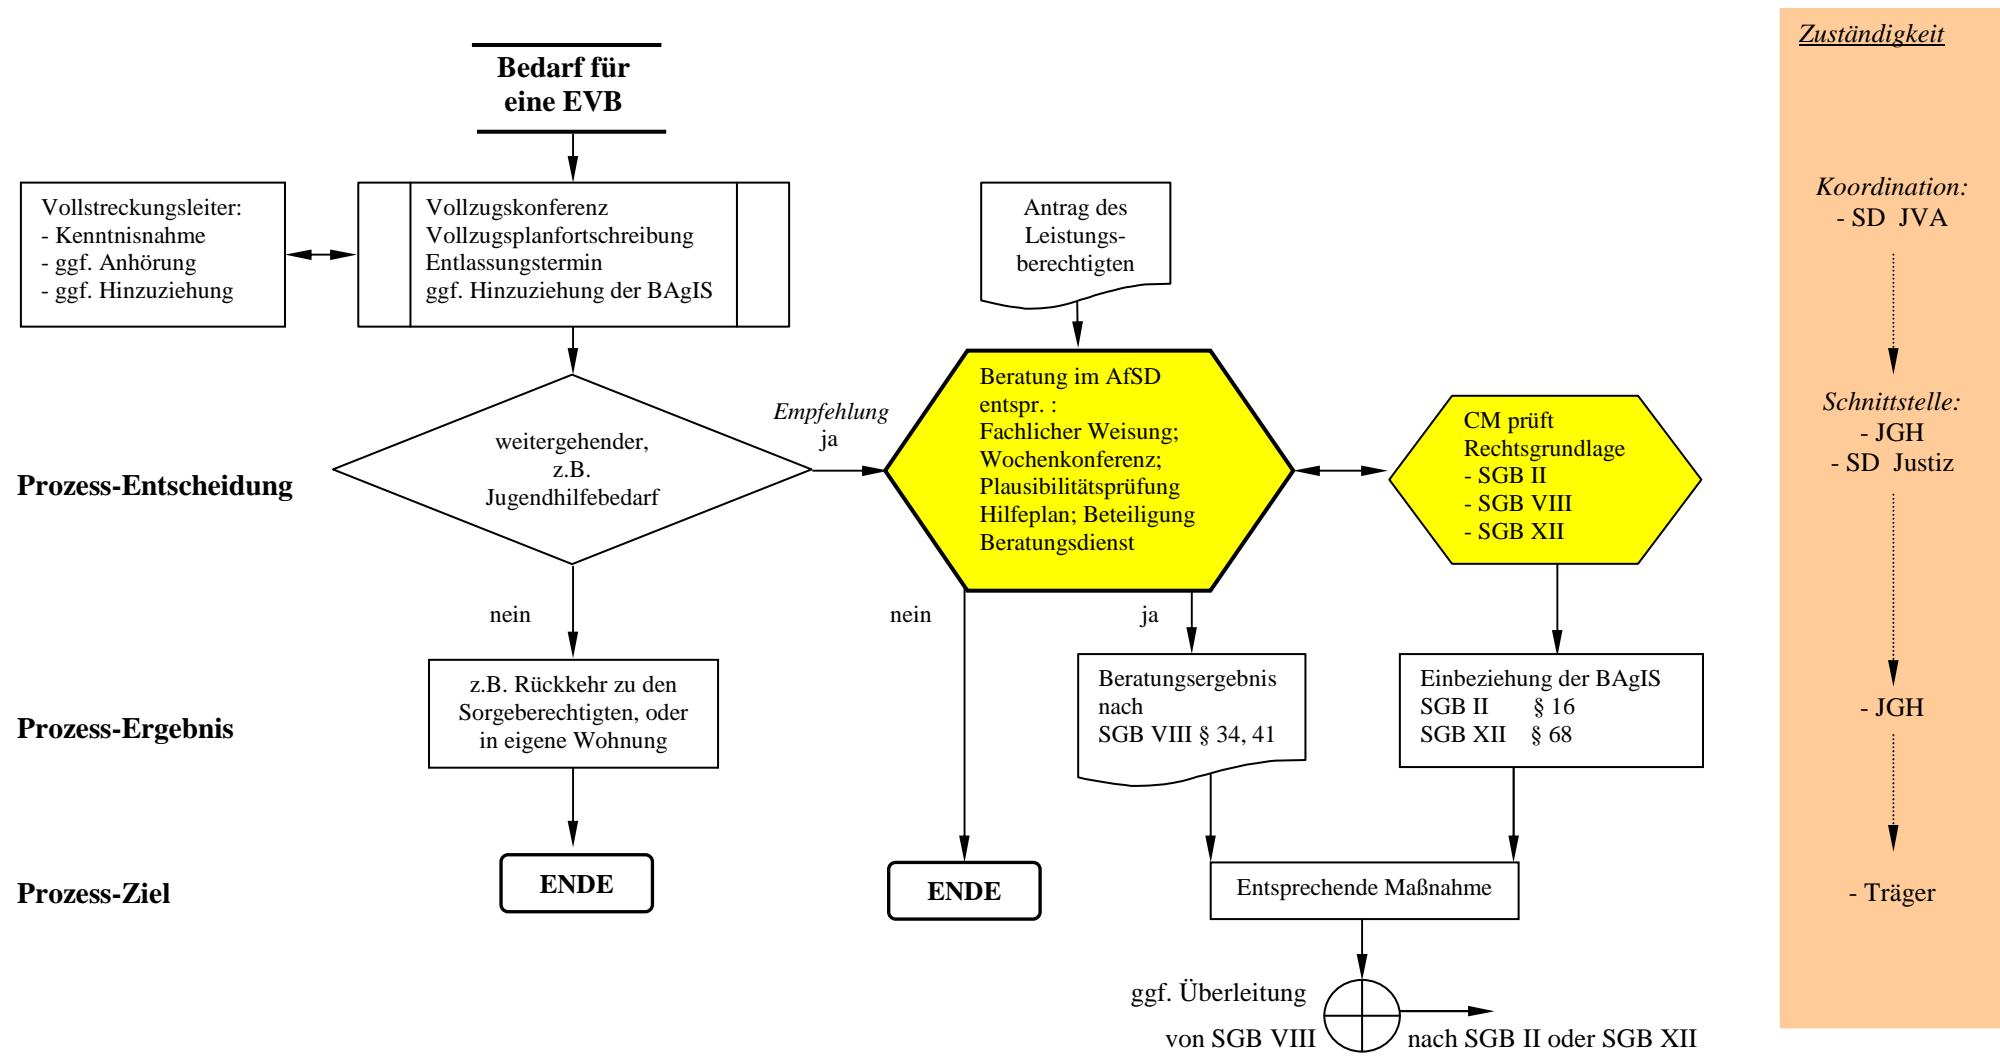 Bedarf für
eine EVB
Zuständigkeit
Vollstreckungsleiter:
- Kenntnisnahme
- ggf. Anhörung
- ggf. Hinzuziehung
Vollzugskonferenz
Vollzugsplanfortschreibung
Entlassungstermin
ggf. Hinzuziehung der BAgIS
Antrag des
Leistungs-
berechtigten
Koordination:
- SD JVA
weitergehender,
z.B.
Jugendhilfebedarf
Empfehlung
ja
Beratung im AfSD
entspr. :
Fachlicher Weisung;
Wochenkonferenz;
Plausibilitätsprüfung
Hilfeplan; Beteiligung
Beratungsdienst
CM prüft
Rechtsgrundlage
- SGB II
- SGB VIII
- SGB XII
Schnittstelle:
- JGH
- SD Justiz
Prozess-Entscheidung
nein
nein
ja
z.B. Rückkehr zu den
Sorgeberechtigten, oder
in eigene Wohnung
Beratungsergebnis
nach
SGB VIII § 34, 41
Einbeziehung der BAgIS
SGB II § 16
SGB XII § 68
- JGH
Prozess-Ergebnis
Prozess-Ziel
ENDE
ENDE
Entsprechende Maßnahme
- Träger
ggf. Überleitung
von SGB VIII
nach SGB II oder SGB XII